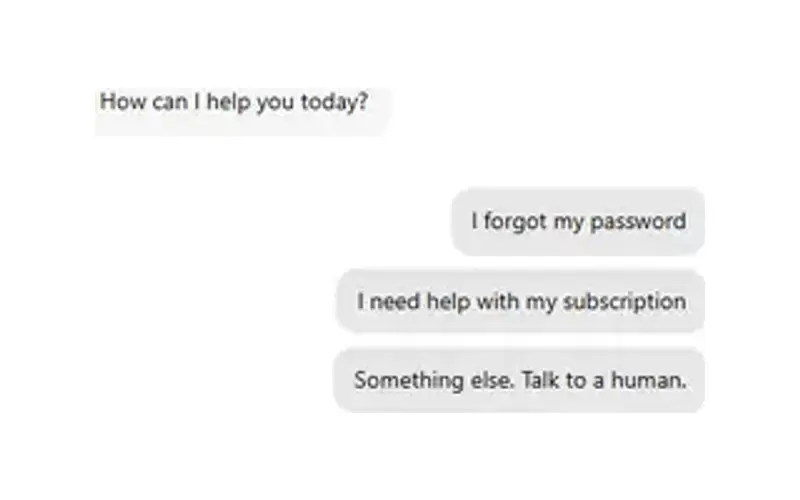 How can I help you today?
I forgot my password
I need help with my subscription
Something else. Talk to a human.